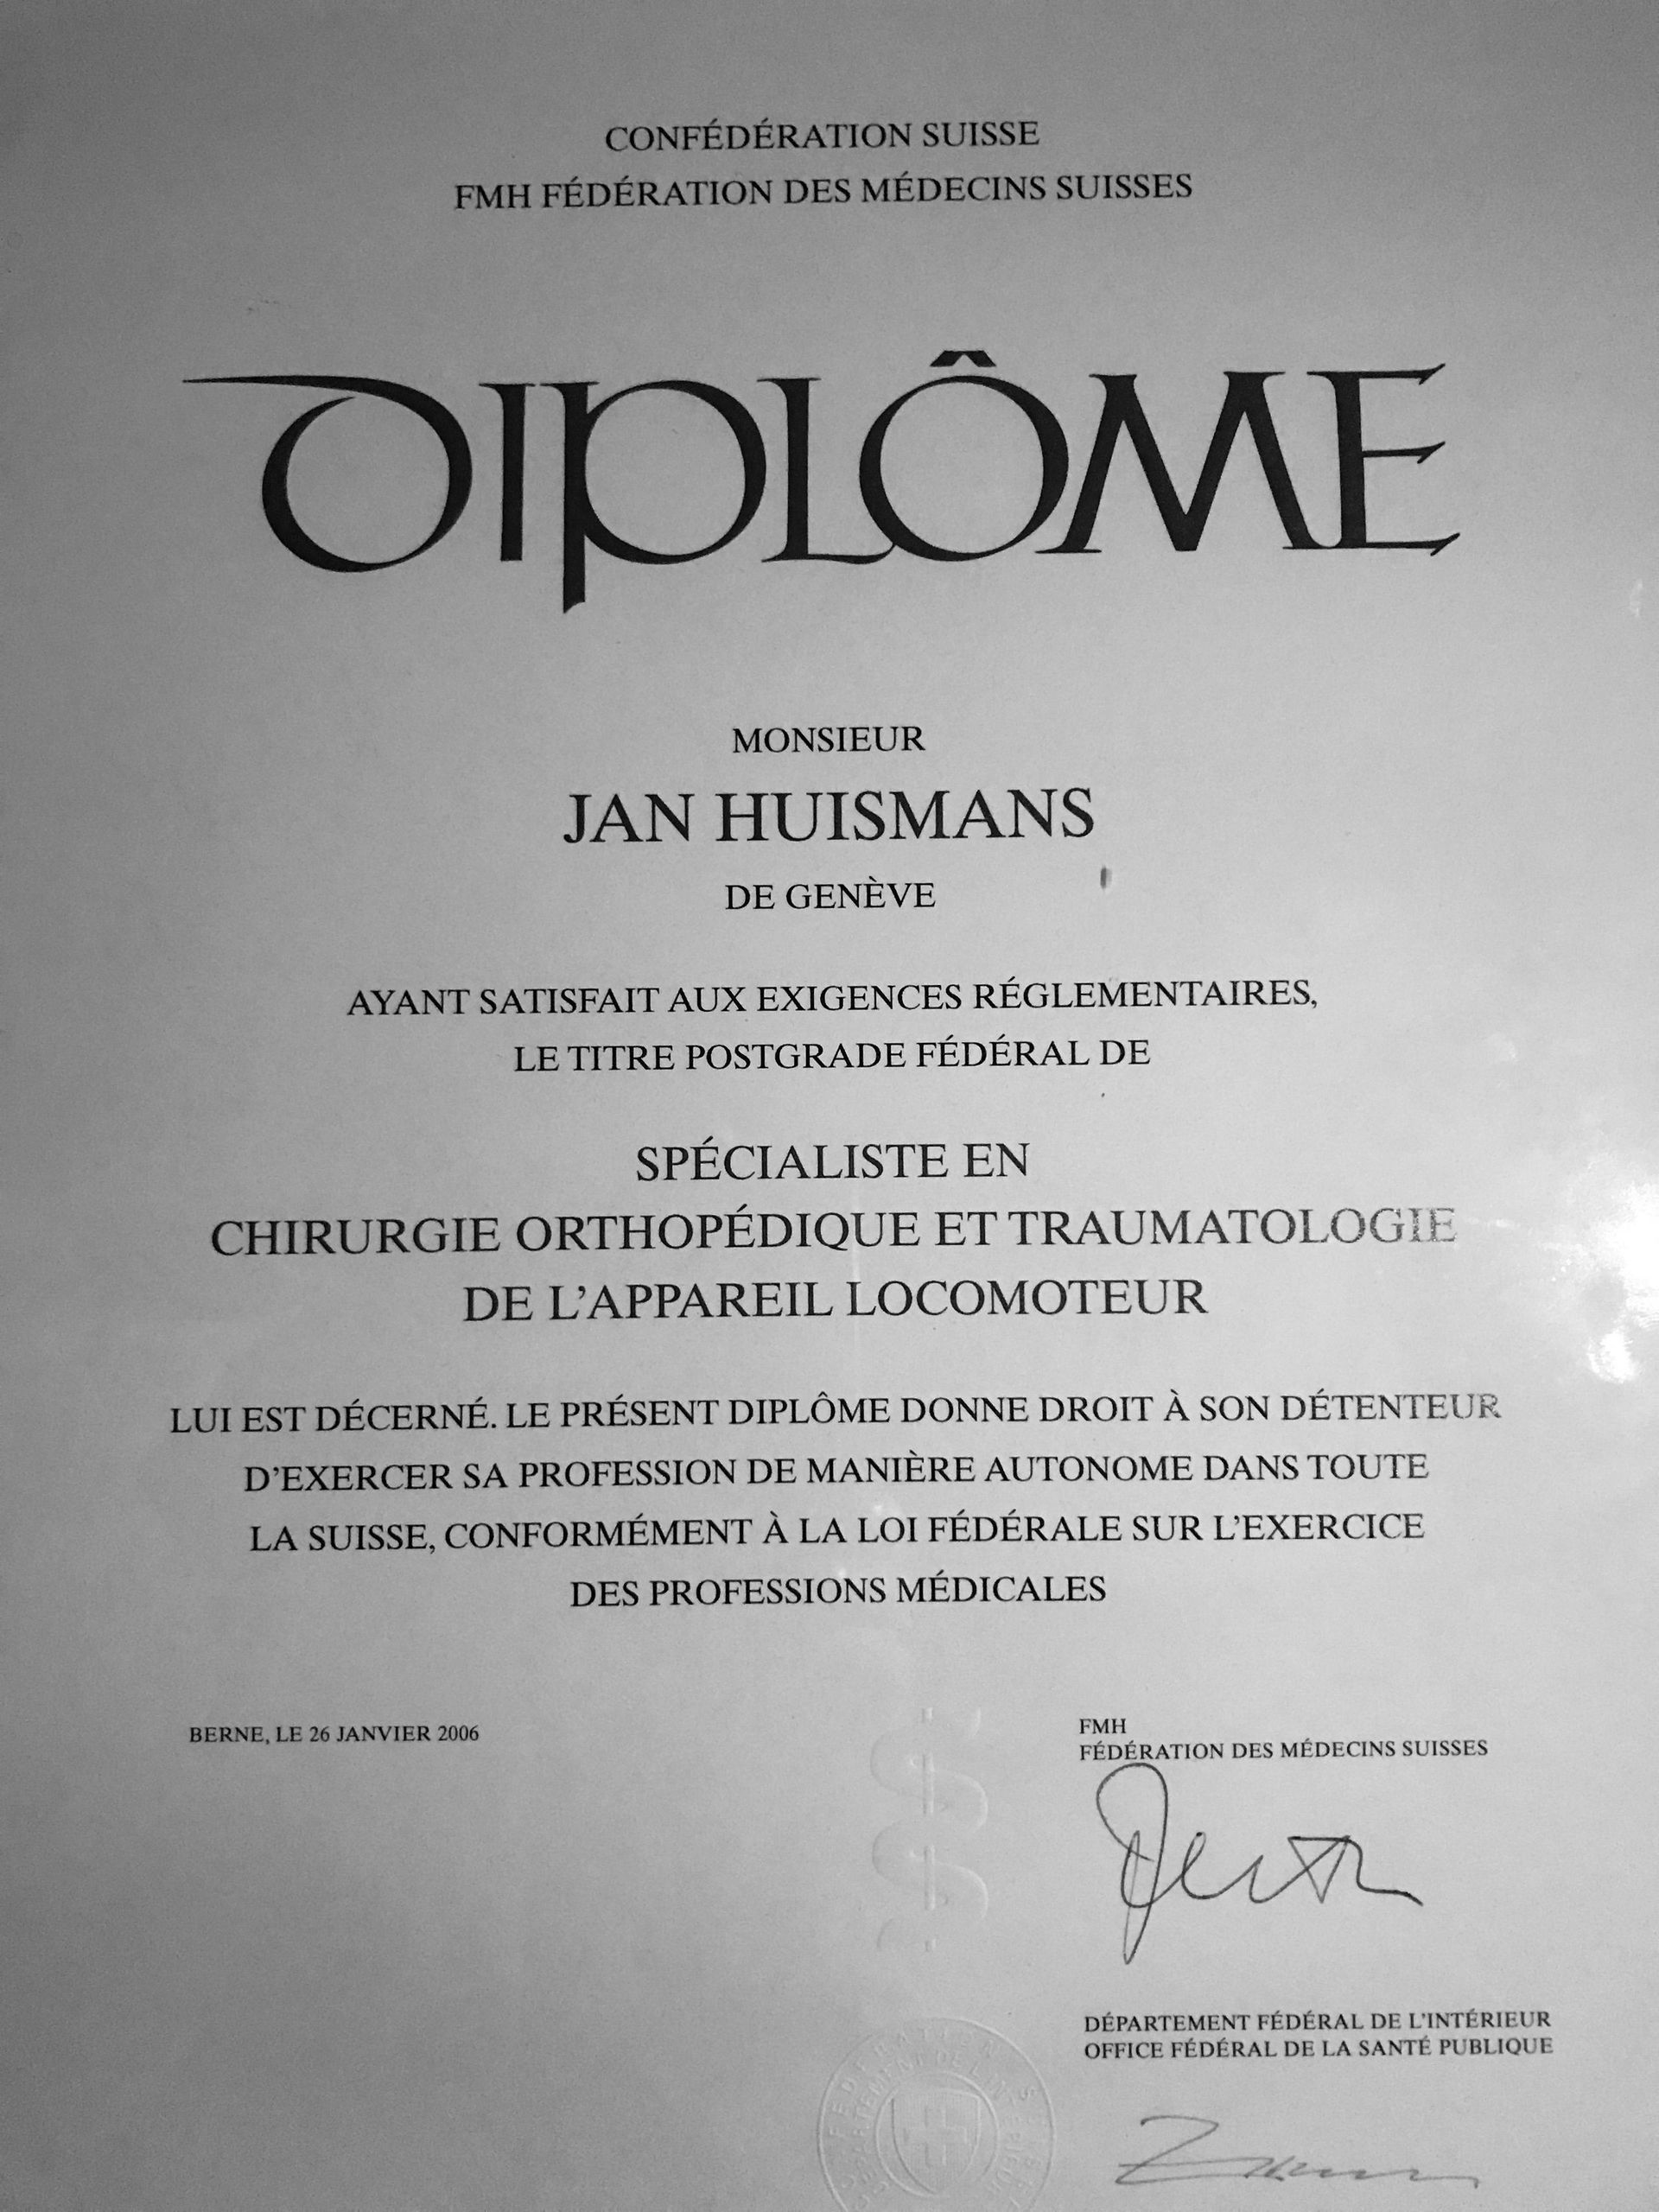 CONFÉDÉRATION SUISSE
FMH FÉDÉRATION DES MÉDECINS SUISSES
DIPLÔME
MONSIEUR
JAN HUISMANS
DE GENÈVE
AYANT SATISFAIT AUX EXIGENCES RÉGLEMENTAIRES,
LE TITRE POSTGRADE FÉDÉRAL DE
SPÉCIALISTE EN
CHIRURGIE ORTHOPÉDIQUE ET TRAUMATOLOGIE
DE L'APPAREIL LOCOMOTEUR
LUI EST DÉCERNÉ. LE PRÉSENT DIPLÔME DONNE DROIT À SON DÉTENTEUR
D'EXERCER SA PROFESSION DE MANIÈRE AUTONOME DANS TOUTE
LA SUISSE, CONFORMÉMENT À LA LOI FÉDÉRALE SUR L'EXERCICE
DES PROFESSIONS MÉDICALES
BERNE, LE 26 JANVIER 2006
FMH
FÉDÉRATION DES MÉDECINS SUISSES
DÉPARTEMENT FÉDÉRAL DE L'INTÉRIEUR
OFFICE FÉDÉRAL DE LA SANTÉ PUBLIQUE